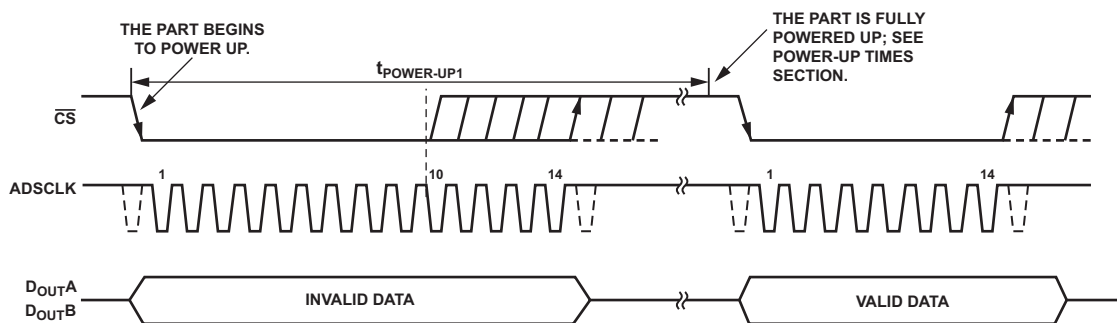 THE PART BEGINS
TO POWER UP.
THE PART IS FULLY
POWERED UP; SEE
POWER-UP TIMES
SECTION.
tPOWER-UP1
CS
ADSCLK
1
10
14
1
14
DOUTA
DOUTB
INVALID DATA
VALID DATA